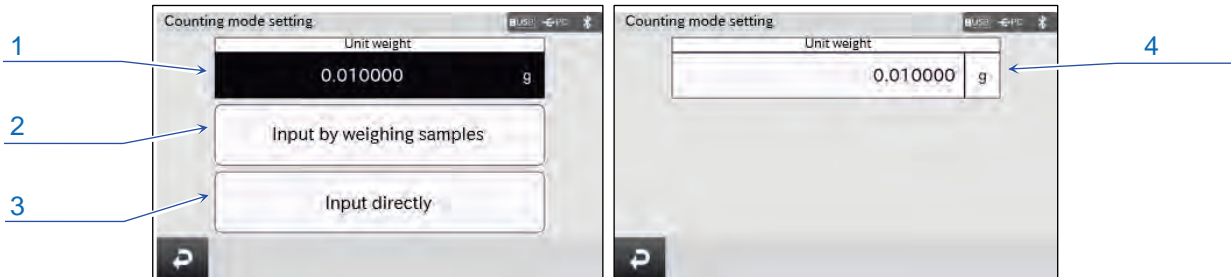 Counting mode setting
USB PC
Unit weight
0.010000 g
Input by weighing samples
Input directly
1
2
3
Counting mode setting
USB PC
Unit weight
0.010000 g
4